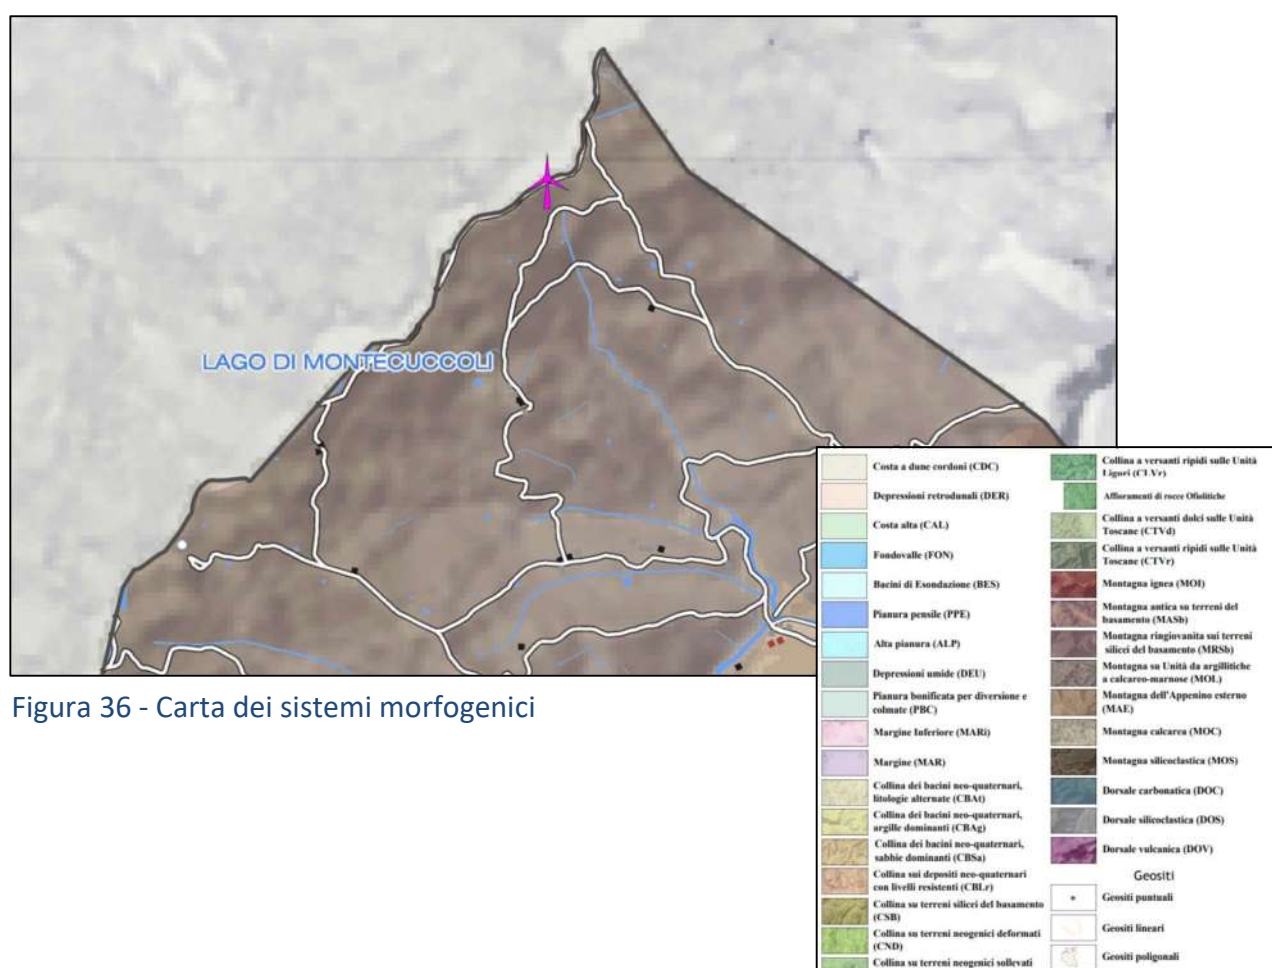 LAGO DI MONTECUCCOLI
Figura 36 - Carta dei sistemi morfogenici
Costa a dune cordoni (CDC)
Depressioni retrodunali (DER)
Costa alta (CAL)
Fondovalle (FON)
Bacini di Esondazione (BES)
Pianura pensile (PPE)
Alta pianura (ALP)
Depressioni umide (DEU)
Pianura bonificata per diversione e
colmate (PBC)
Margine Inferiore (MARi)
Margine (MAR)
Collina dei bacini neo-quaternari,
litologie alternate (CBAt)
Collina dei bacini neo-quaternari,
argille dominanti (CBAg)
Collina dei bacini neo-quaternari,
sabbie dominanti (CBSa)
Collina sui depositi neo-quaternari
con livelli resistenti (CBLr)
Collina su terreni silicei del basamento
(CSB)
Collina su terreni neogenici deformati
(CND)
Collina su terreni neogenici sollevati
Collina a versanti ripidi sulle Unità
Liguri (CLVr)
Affioramenti di rocce Ofiolitiche
Collina a versanti dolci sulle Unità
Toscane (CTVd)
Collina a versanti ripidi sulle Unità
Toscane (CTVr)
Montagna ignea (MOI)
Montagna antica su terreni del
basamento (MASb)
Montagna ringiovanita sui terreni
silicei del basamento (MRSb)
Montagna su Unità da argillitiche
a calcareo-marnose (MOL)
Montagna dell'Appenino esterno
(MAE)
Montagna calcarea (MOC)
Montagna silicoclastica (MOS)
Dorsale carbonatica (DOC)
Dorsale silicoclastica (DOS)
Dorsale vulcanica (DOV)
Geositi
Geositi puntuali
Geositi lineari
Geositi poligonali